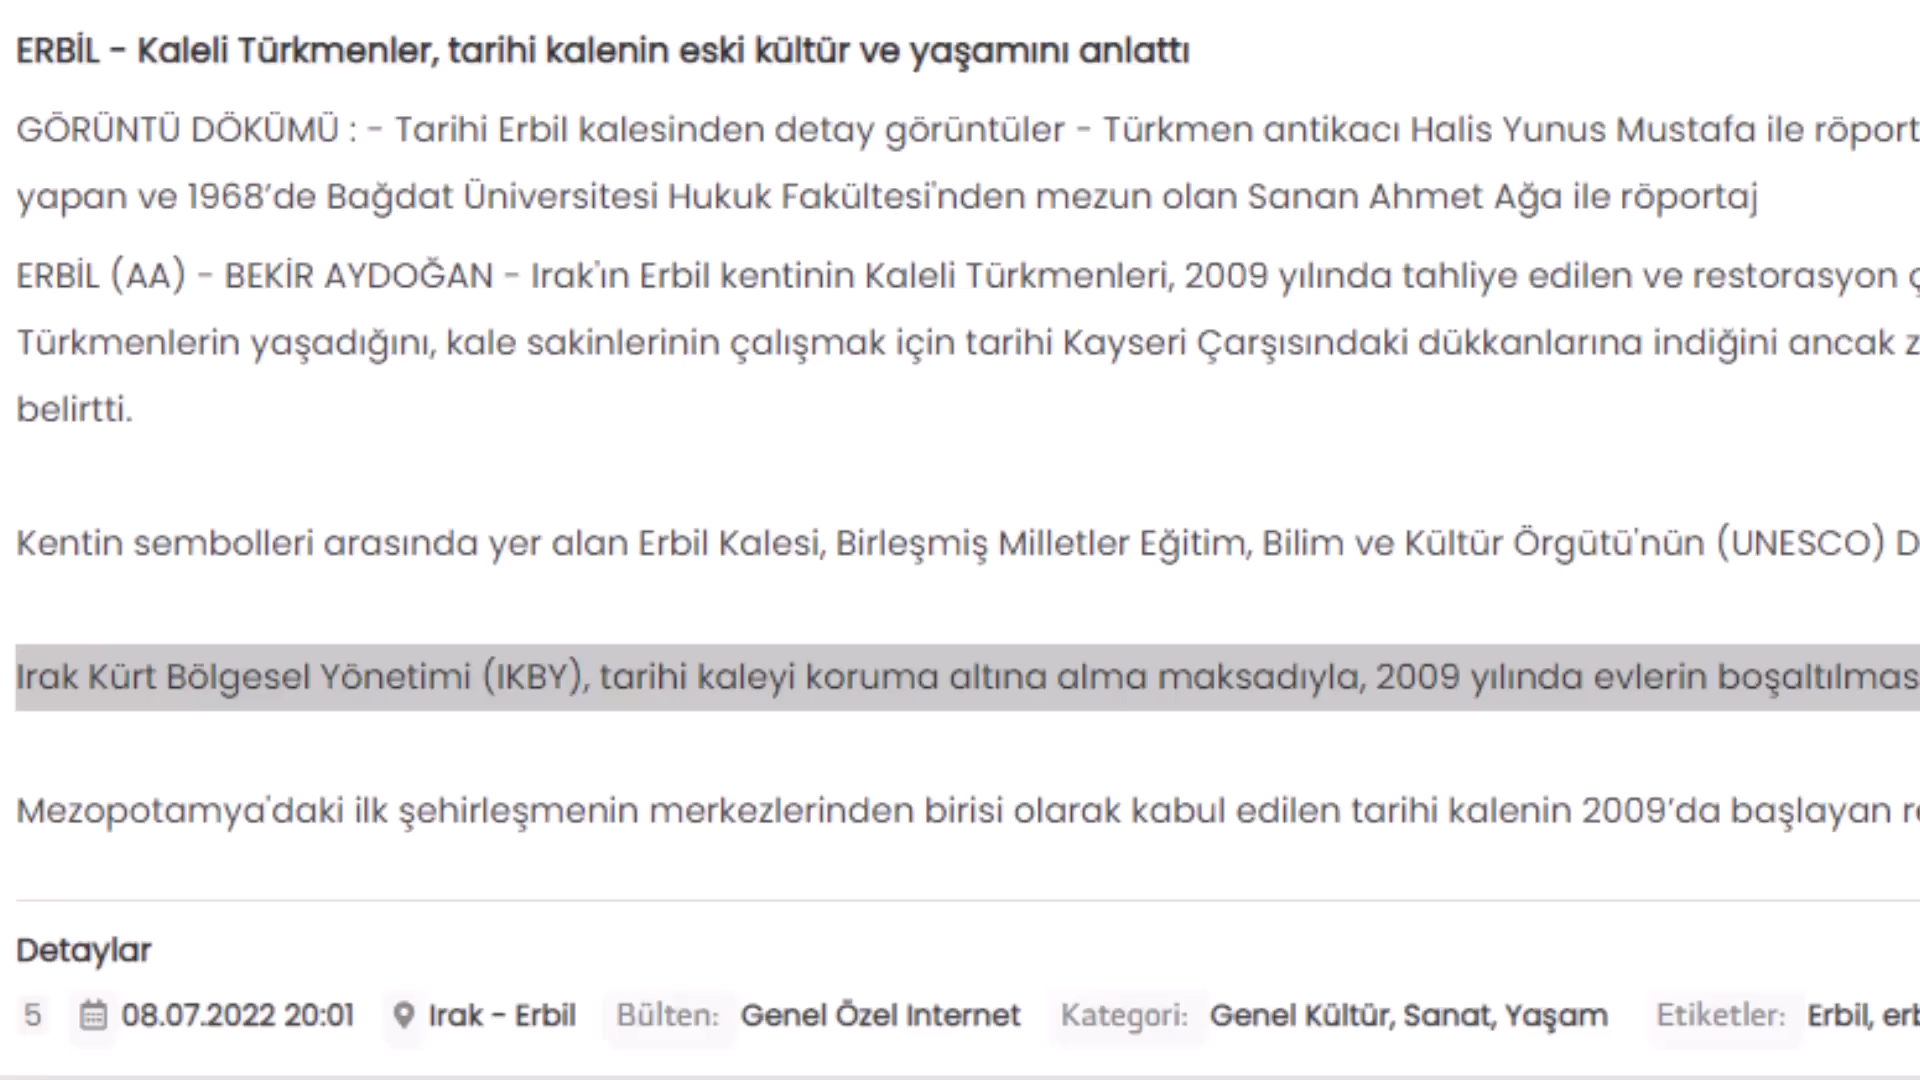 ERBİL - Kaleli Türkmenler, tarihi kalenin eski kültür ve yaşamını anlattı
GÖRÜNTÜ DÖKÜMÜ : - Tarihi Erbil kalesinden detay görüntüler - Türkmen antikacı Halis Yunus Mustafa ile röport
yapan ve 1968’de Bağdat Üniversitesi Hukuk Fakültesi'nden mezun olan Sanan Ahmet Ağa ile röportaj
ERBİL (AA) - BEKİR AYDOĞAN - Irak'ın Erbil kentinin Kaleli Türkmenleri, 2009 yılında tahliye edilen ve restorasyon ç
Türkmenlerin yaşadığını, kale sakinlerinin çalışmak için tarihi Kayseri Çarşısındaki dükkanlarına indiğini ancak z
belirtti.
Kentin sembolleri arasında yer alan Erbil Kalesi, Birleşmiş Milletler Eğitim, Bilim ve Kültür Örgütü'nün (UNESCO) D
Irak Kürt Bölgesel Yönetimi (IKBY), tarihi kaleyi koruma altına alma maksadıyla, 2009 yılında evlerin boşaltılmas
Mezopotamya'daki ilk şehirleşmenin merkezlerinden birisi olarak kabul edilen tarihi kalenin 2009’da başlayan re
Detaylar
5 08.07.2022 20:01 Irak - Erbil Bülten: Genel Özel Internet Kategori: Genel Kültür, Sanat, Yaşam Etiketler: Erbil, erb